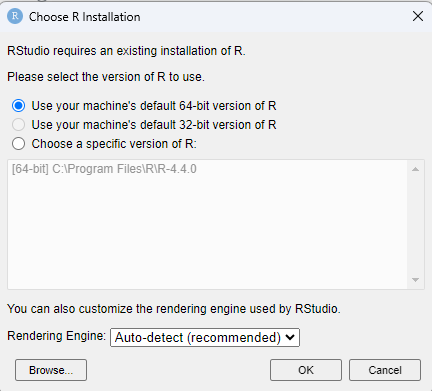 R Choose R Installation
RStudio requires an existing installation of R.
Please select the version of R to use.
Use your machine's default 64-bit version of R
Use your machine's default 32-bit version of R
Choose a specific version of R:
[64-bit] C:\Program Files\R\R-4.4.0
You can also customize the rendering engine used by RStudio.
Rendering Engine: Auto-detect (recommended)
Browse... OK Cancel